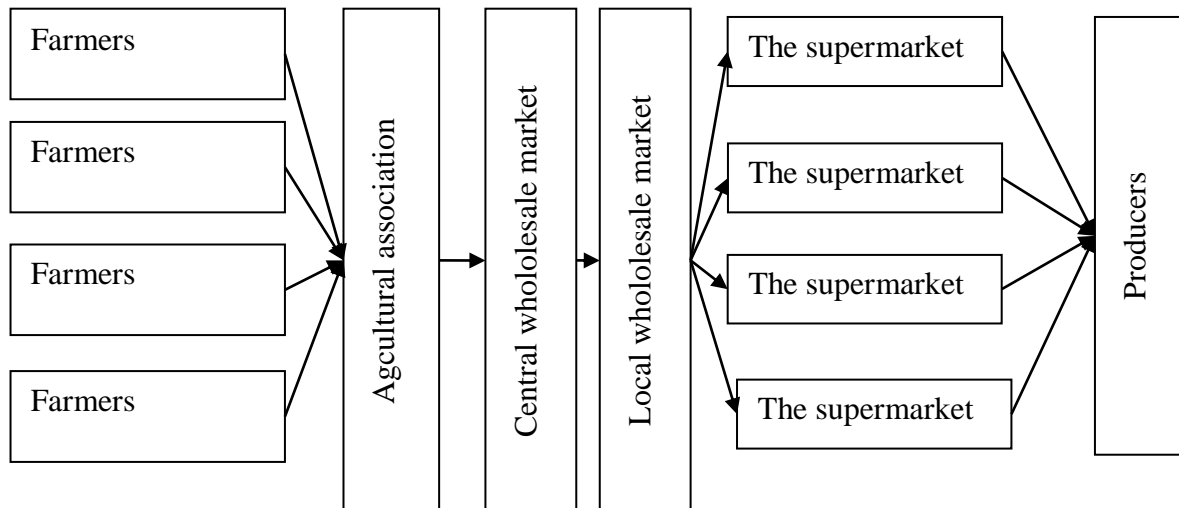 Farmers
Farmers
Farmers
Farmers
Agcultural association
Central whololesale market
Local whololesale market
The supermarket
The supermarket
The supermarket
The supermarket
Producers